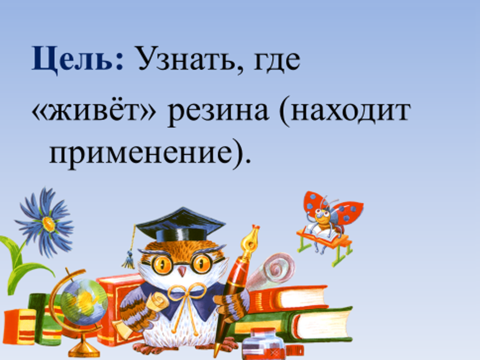 Цель: Узнать, где
«живёт» резина (находит
применение).